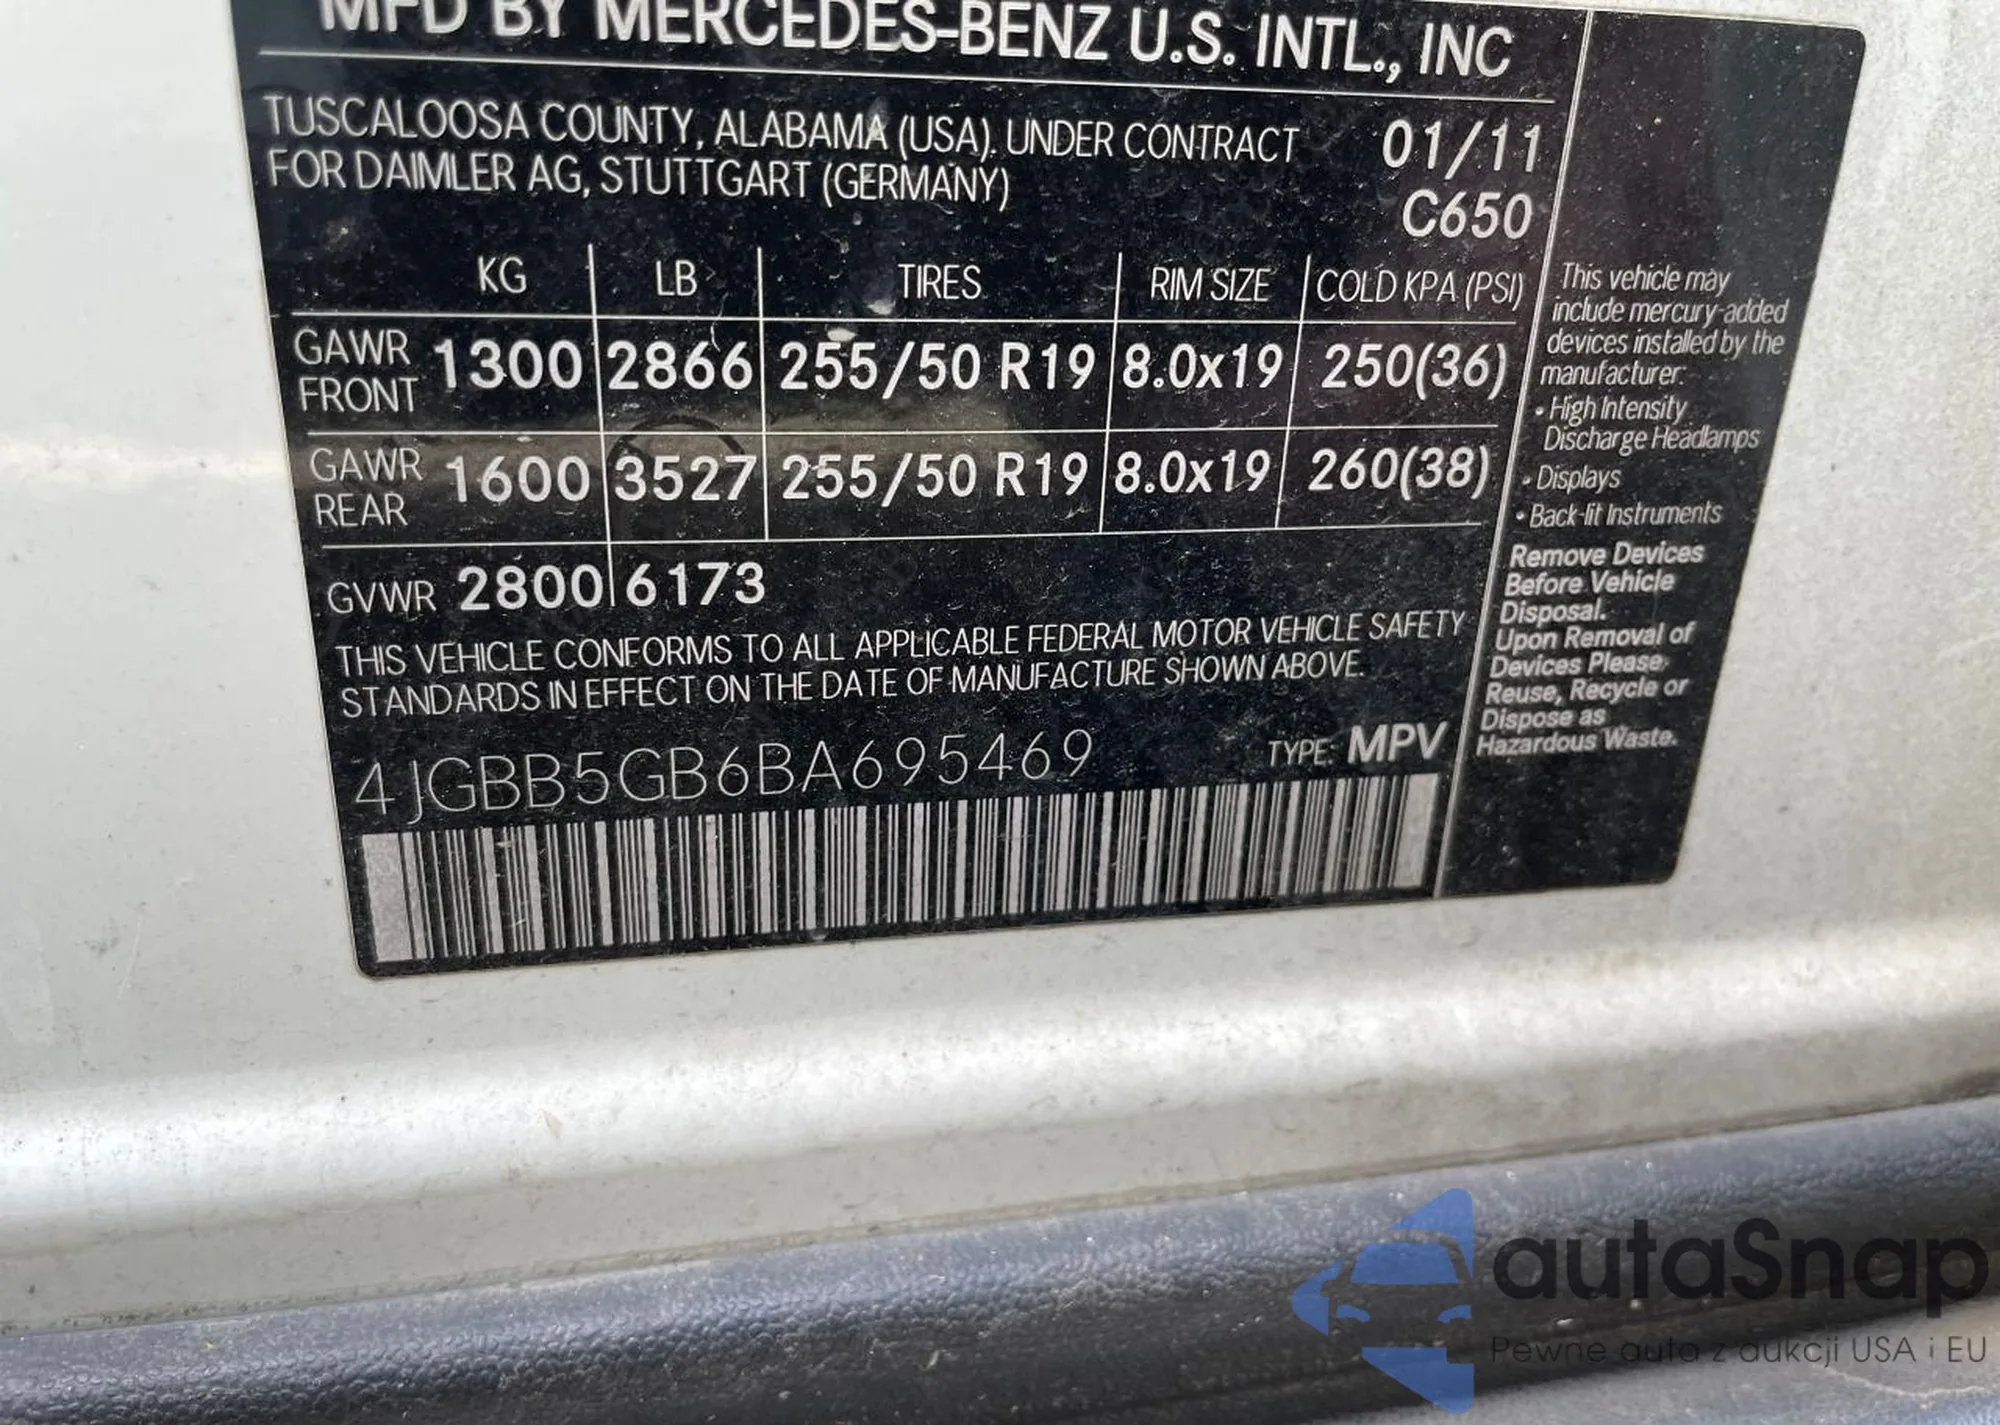 MFD BY MERCEDES-BENZ U.S. INTL., INC
TUSCALOOSA COUNTY, ALABAMA (USA). UNDER CONTRACT
FOR DAIMLER AG, STUTTGART (GERMANY)
01/11
C650
KG LB TIRES RIM SIZE COLD KPA (PSI)
GAWR FRONT 1300 2866 255/50 R19 8.0x19 250(36)
GAWR REAR 1600 3527 255/50 R19 8.0x19 260(38)
GVWR 2800 6173
THIS VEHICLE CONFORMS TO ALL APPLICABLE FEDERAL MOTOR VEHICLE SAFETY
STANDARDS IN EFFECT ON THE DATE OF MANUFACTURE SHOWN ABOVE.
4JGBB5GB6BA695469
TYPE: MPV
This vehicle may
include mercury-added
devices installed by the
manufacturer:
• High Intensity
Discharge Headlamps
• Displays
• Back-lit Instruments
Remove Devices
Before Vehicle
Disposal.
Upon Removal of
Devices Please
Reuse, Recycle or
Dispose as
Hazardous Waste.
autaSnap
Pewne auta z aukcji USA i EU